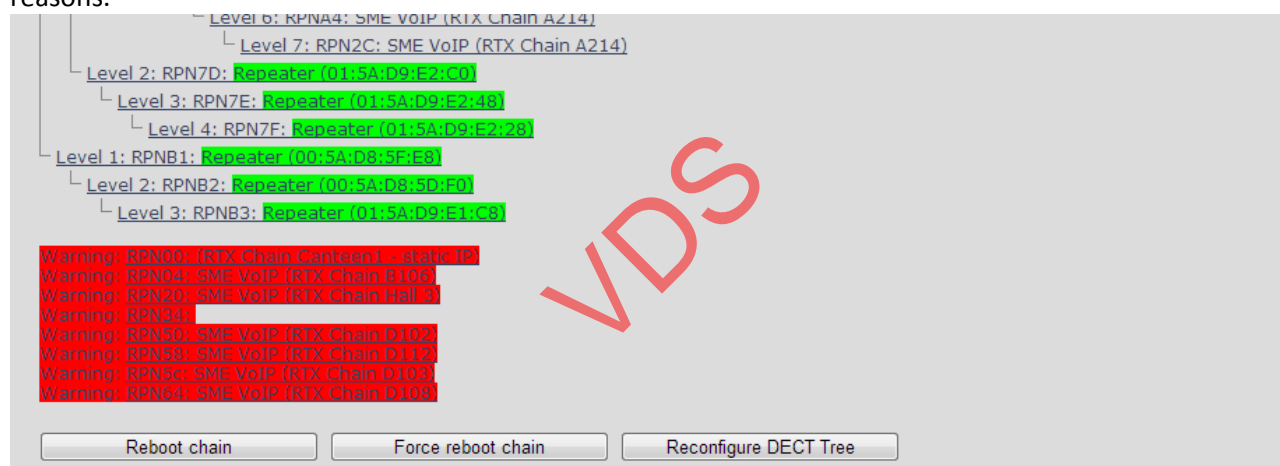 reasons.
Level 6: RPNA4: SME VoIP (RTX Chain A214)
Level 7: RPN2C: SME VoIP (RTX Chain A214)
Level 2: RPN7D: Repeater (01:5A:D9:E2:C0)
Level 3: RPN7E: Repeater (01:5A:D9:E2:48)
Level 4: RPN7F: Repeater (01:5A:D9:E2:28)
Level 1: RPNB1: Repeater (00:5A:D8:5F:E8)
Level 2: RPNB2: Repeater (00:5A:D8:5D:F0)
Level 3: RPNB3: Repeater (01:5A:D9:E1:C8)
Warning: RPN00: (RTX Chain Canteen1 - static IP)
Warning: RPN04: SME VoIP (RTX Chain B106)
Warning: RPN20: SME VoIP (RTX Chain Hall 3)
Warning: RPN34:
Warning: RPN50: SME VoIP (RTX Chain D102)
Warning: RPN58: SME VoIP (RTX Chain D112)
Warning: RPN5c: SME VoIP (RTX Chain D103)
Warning: RPN64: SME VoIP (RTX Chain D108)
VDS
Reboot chain Force reboot chain Reconfigure DECT Tree